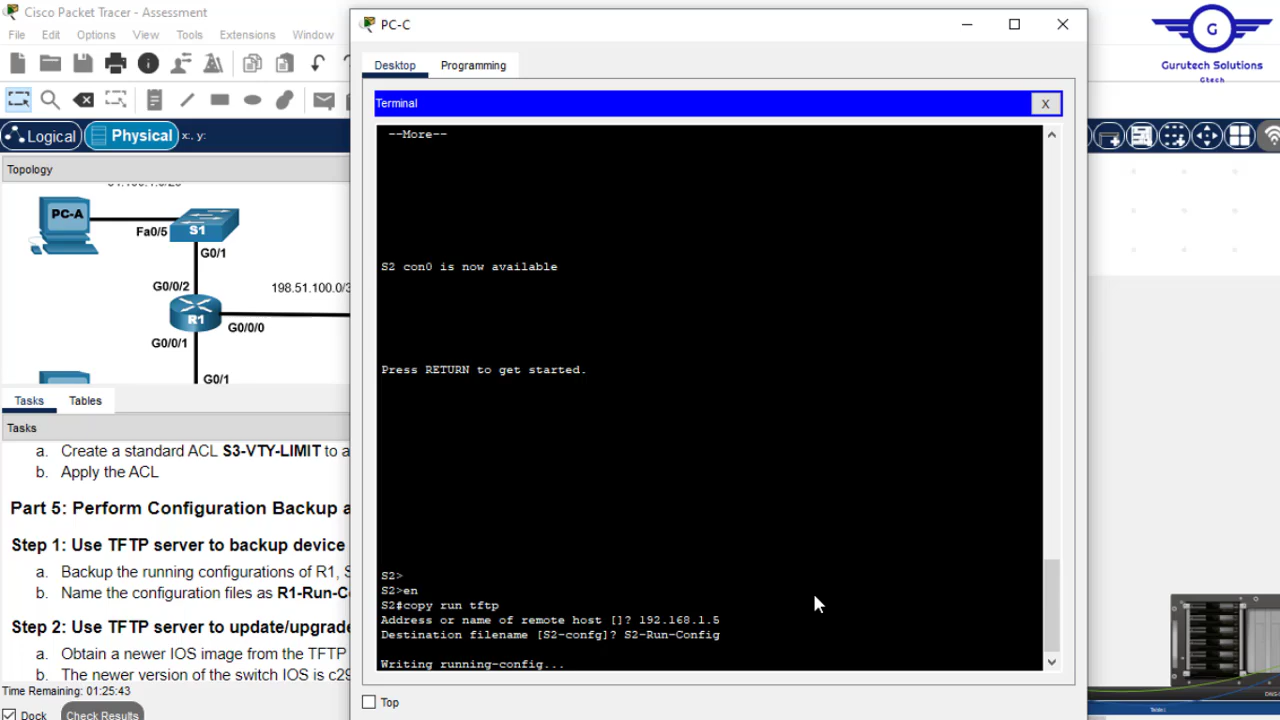 Cisco Packet Tracer - Assessment
File Edit Options View Tools Extensions Window
Logical
Physical
x:, y:
Topology
PC-A
Fa0/5
S1
G0/1
G0/0/2
198.51.100.0/3
R1
G0/0/0
G0/0/1
G0/1
Tasks
Tables
Tasks
a. Create a standard ACL S3-VTY-LIMIT to a
b. Apply the ACL
Part 5: Perform Configuration Backup a
Step 1: Use TFTP server to backup device
a. Backup the running configurations of R1, S
b. Name the configuration files as R1-Run-Co
Step 2: Use TFTP server to update/upgrade
a. Obtain a newer IOS image from the TFTP
b. The newer version of the switch IOS is c29
Time Remaining: 01:25:43
Dock
Check Results
PC-C
Desktop
Programming
Terminal
X
--More--
S2 con0 is now available
Press RETURN to get started.
S2>
S2>en
S2#copy run tftp
Address or name of remote host []? 192.168.1.5
Destination filename [S2-confg]? S2-Run-Config
Writing running-config...
Top
G
Gurutech Solutions
Gtech